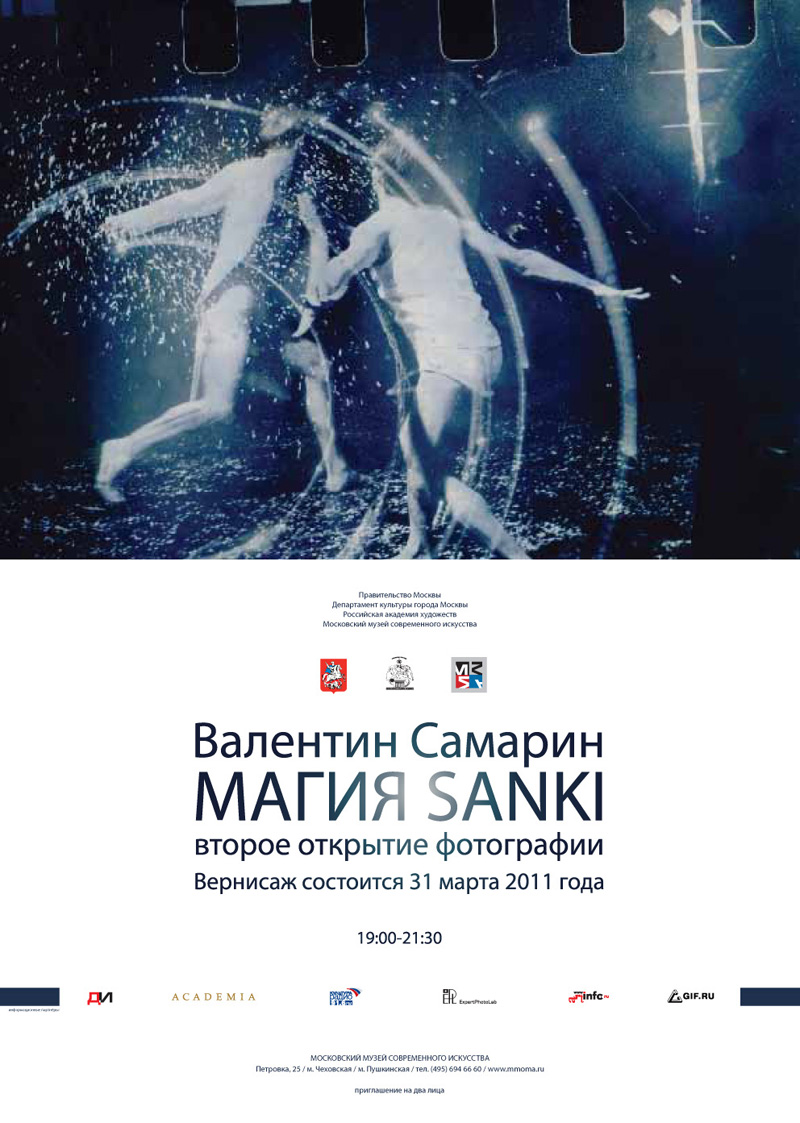 Правительство Москвы
Департамент культуры города Москвы
Российская академия художеств
Московский музей современного искусства
Валентин Самарин
МАГИЯ SANKI
второе открытие фотографии
Вернисаж состоится 31 марта 2011 года
19:00-21:30
ДИ
ACADEMIA
ExpertPhotoLab
info.ru
GIF.RU
МОСКОВСКИЙ МУЗЕЙ СОВРЕМЕННОГО ИСКУССТВА
Петровка, 25 / м. Чеховская / м. Пушкинская / тел. (495) 694 66 60 / www.mmoma.ru
приглашение на два лица